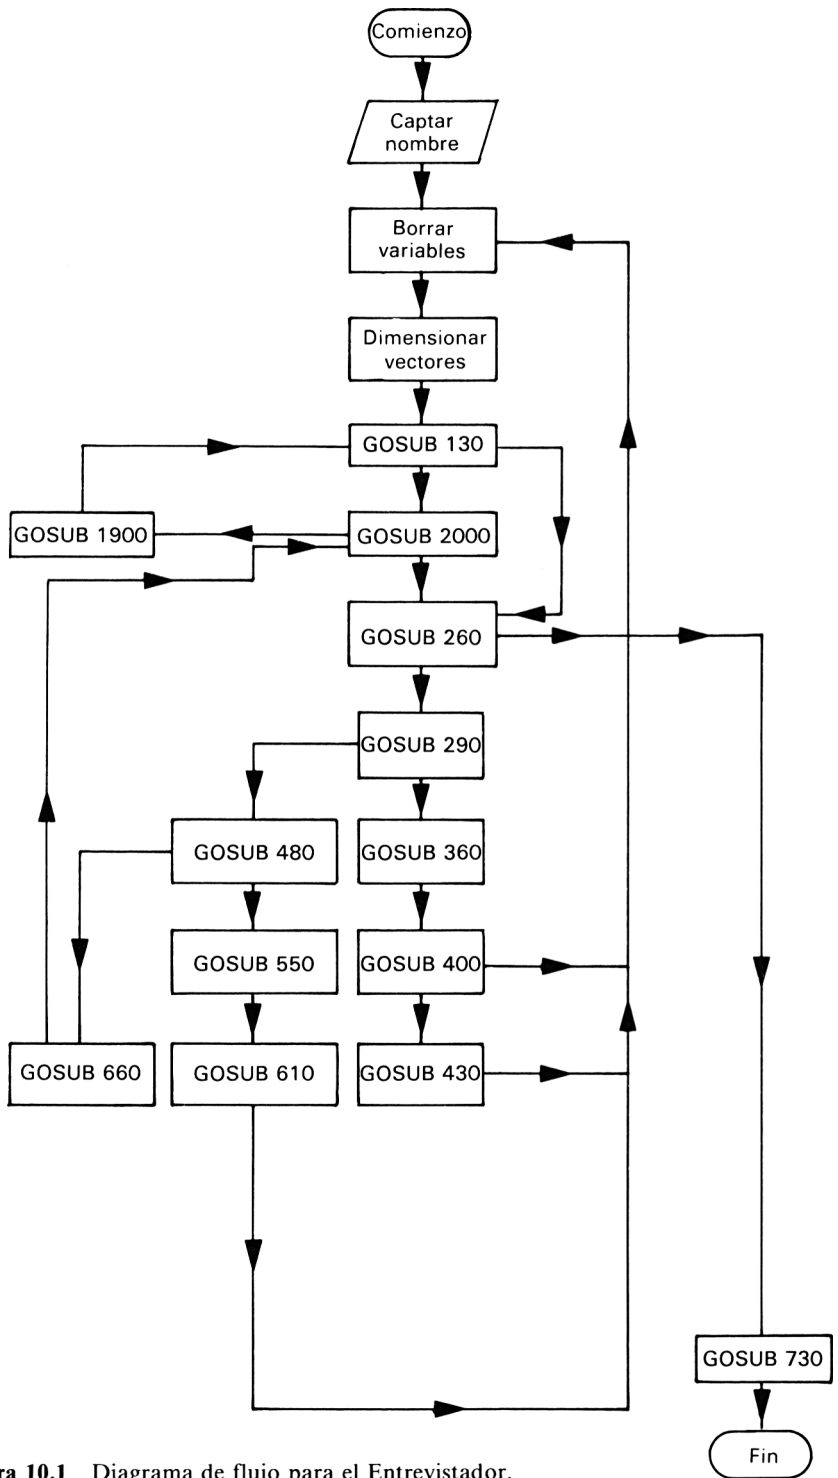 Comienzo
Captar
nombre
Borrar
variables
Dimensionar
vectores
GOSUB 130
GOSUB 1900
GOSUB 2000
GOSUB 260
GOSUB 290
GOSUB 480
GOSUB 360
GOSUB 550
GOSUB 400
GOSUB 660
GOSUB 610
GOSUB 430
GOSUB 730
Fin
10.1 Diagrama de flujo para el Entrevistador.